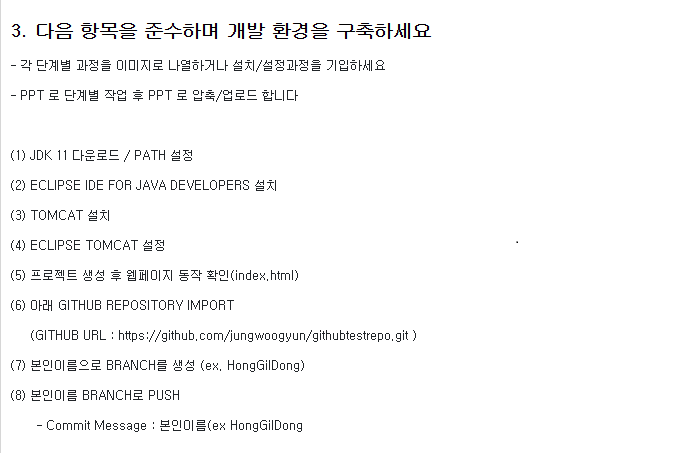 3. 다음 항목을 준수하며 개발 환경을 구축하세요
- 각 단계별 과정을 이미지로 나열하거나 설치/설정과정을 기입하세요
- PPT 로 단계별 작업 후 PPT 로 압축/업로드 합니다
(1) JDK 11 다운로드 / PATH 설정
(2) ECLIPSE IDE FOR JAVA DEVELOPERS 설치
(3) TOMCAT 설치
(4) ECLIPSE TOMCAT 설정
(5) 프로젝트 생성 후 웹페이지 동작 확인(index.html)
(6) 아래 GITHUB REPOSITORY IMPORT
(GITHUB URL : https://github.com/jungwoogyun/githubtestrepo.git )
(7) 본인이름으로 BRANCH를 생성 (ex. HongGilDong)
(8) 본인이름 BRANCH로 PUSH
- Commit Message : 본인이름(ex HongGilDong